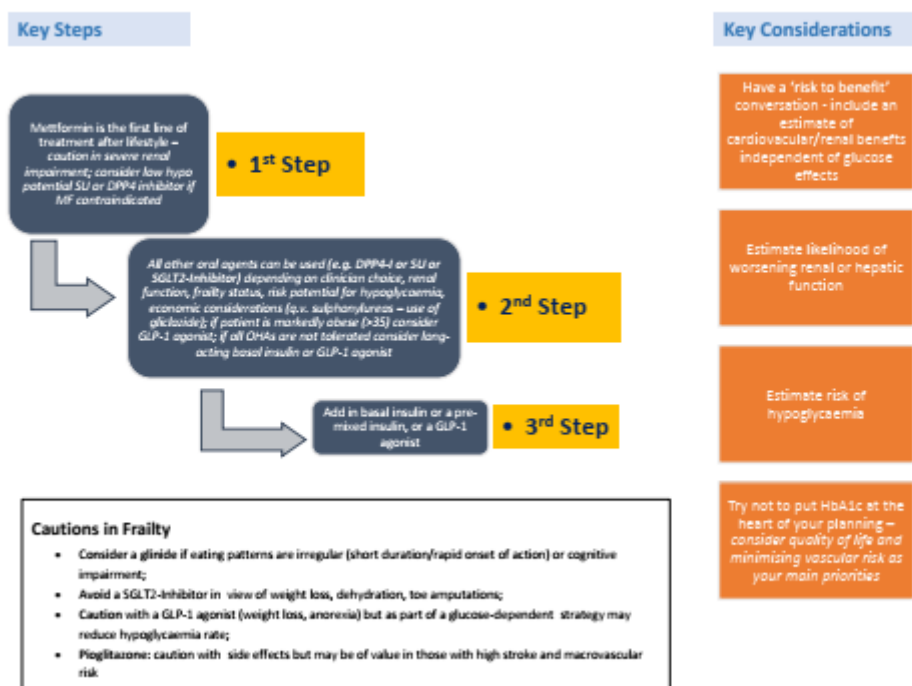 Key Steps
Mettformin is the first line of
treatment after lifestyle –
caution in severe renal
impairment; consider low hypo
potential SU or DPP4 inhibitor if
MF contraindicated
• 1st Step
All other oral agents can be used (e.g. DPP4-I or SU or
SGLT2-Inhibitor) depending on clinician choice, renal
function, frailty status, risk potential for hypoglycaemia,
economic considerations (q.v. sulphonylureas – use of
gliclazide); if patient is markedly obese (>35) consider
GLP-1 agonist; if all OHAs are not tolerated consider long-
acting basal insulin or GLP-1 agonist
• 2nd Step
Add in basal insulin or a pre-
mixed insulin, or a GLP-1
agonist
• 3rd Step
Cautions in Frailty
• Consider a glinide if eating patterns are irregular (short duration/rapid onset of action) or cognitive
impairment;
• Avoid a SGLT2-Inhibitor in view of weight loss, dehydration, toe amputations;
• Caution with a GLP-1 agonist (weight loss, anorexia) but as part of a glucose-dependent strategy may
reduce hypoglycaemia rate;
• Pioglitazone: caution with side effects but may be of value in those with high stroke and macrovascular
risk
Key Considerations
Have a 'risk to benefit'
conversation - include an
estimate of
cardiovacular/renal benefts
independent of glucose
effects
Estimate likelihood of
worsening renal or hepatic
function
Estimate risk of
hypoglycaemia
Try not to put HbA1c at the
heart of your planning –
consider quality of life and
minimising vascular risk as
your main priorities